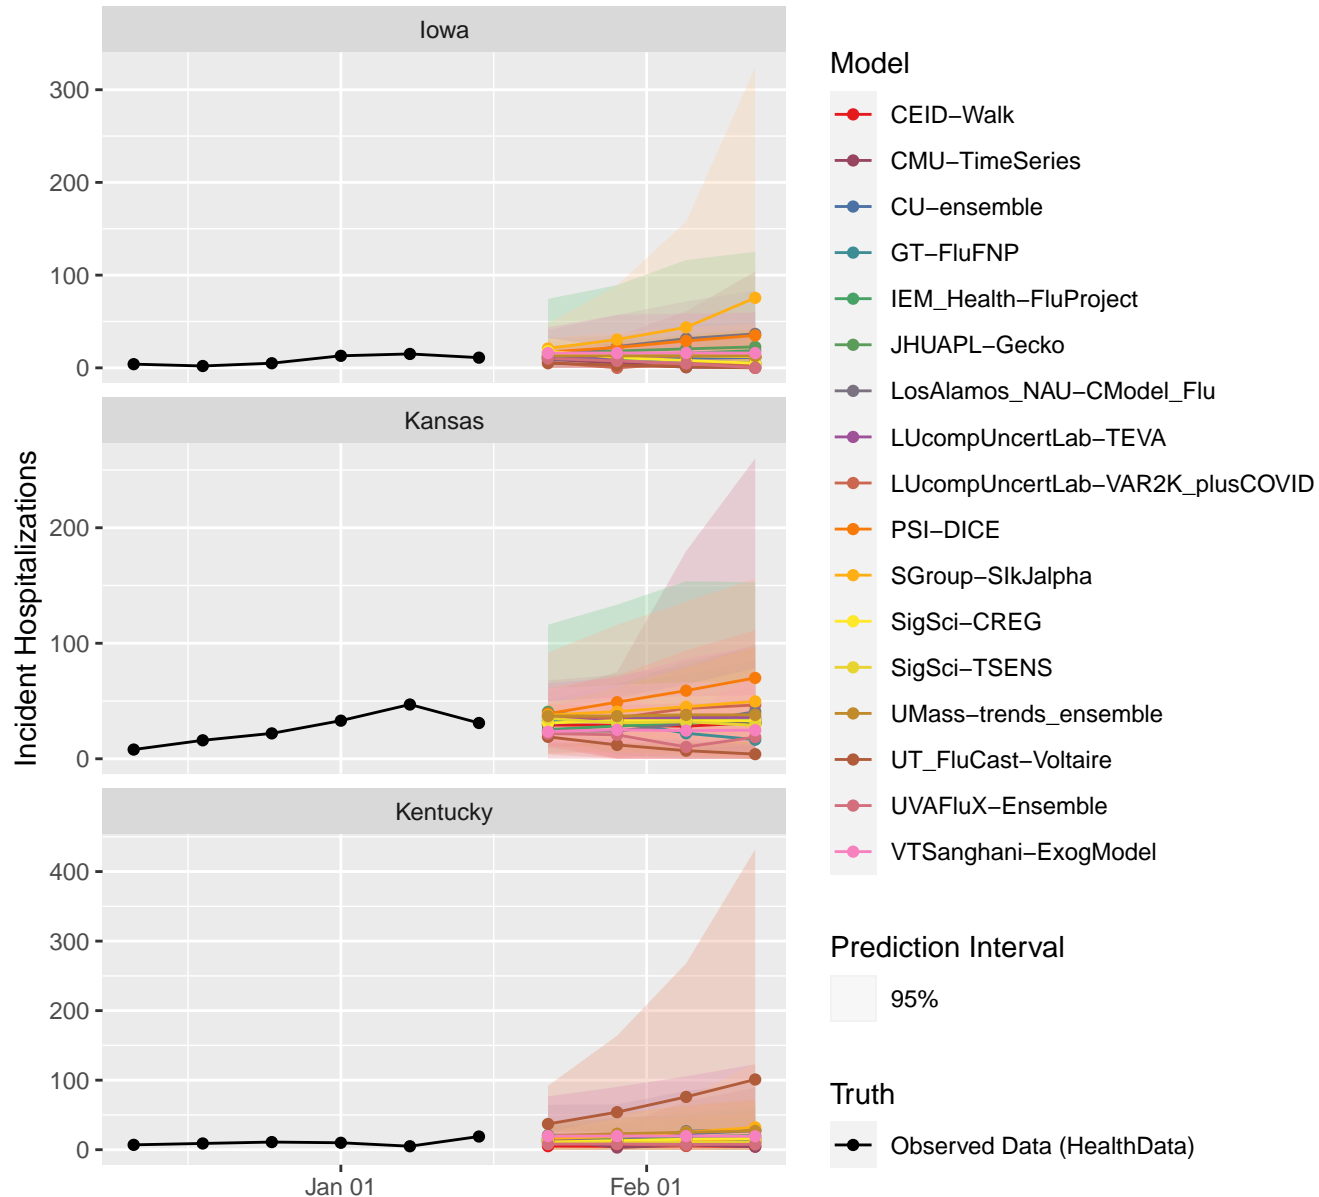 Iowa
300
200
100
0
Kansas
200
100
0
Kentucky
400
300
200
100
0
Jan 01
Feb 01
Incident Hospitalizations
Model
CEID−Walk
CMU−TimeSeries
CU−ensemble
GT−FluFNP
IEM_Health−FluProject
JHUAPL−Gecko
LosAlamos_NAU−CModel_Flu
LUcompUncertLab−TEVA
LUcompUncertLab−VAR2K_plusCOVID
PSI−DICE
SGroup−SIkJalpha
SigSci−CREG
SigSci−TSENS
UMass−trends_ensemble
UT_FluCast−Voltaire
UVAFluX−Ensemble
VTSanghani−ExogModel
Prediction Interval
95%
Truth
Observed Data (HealthData)